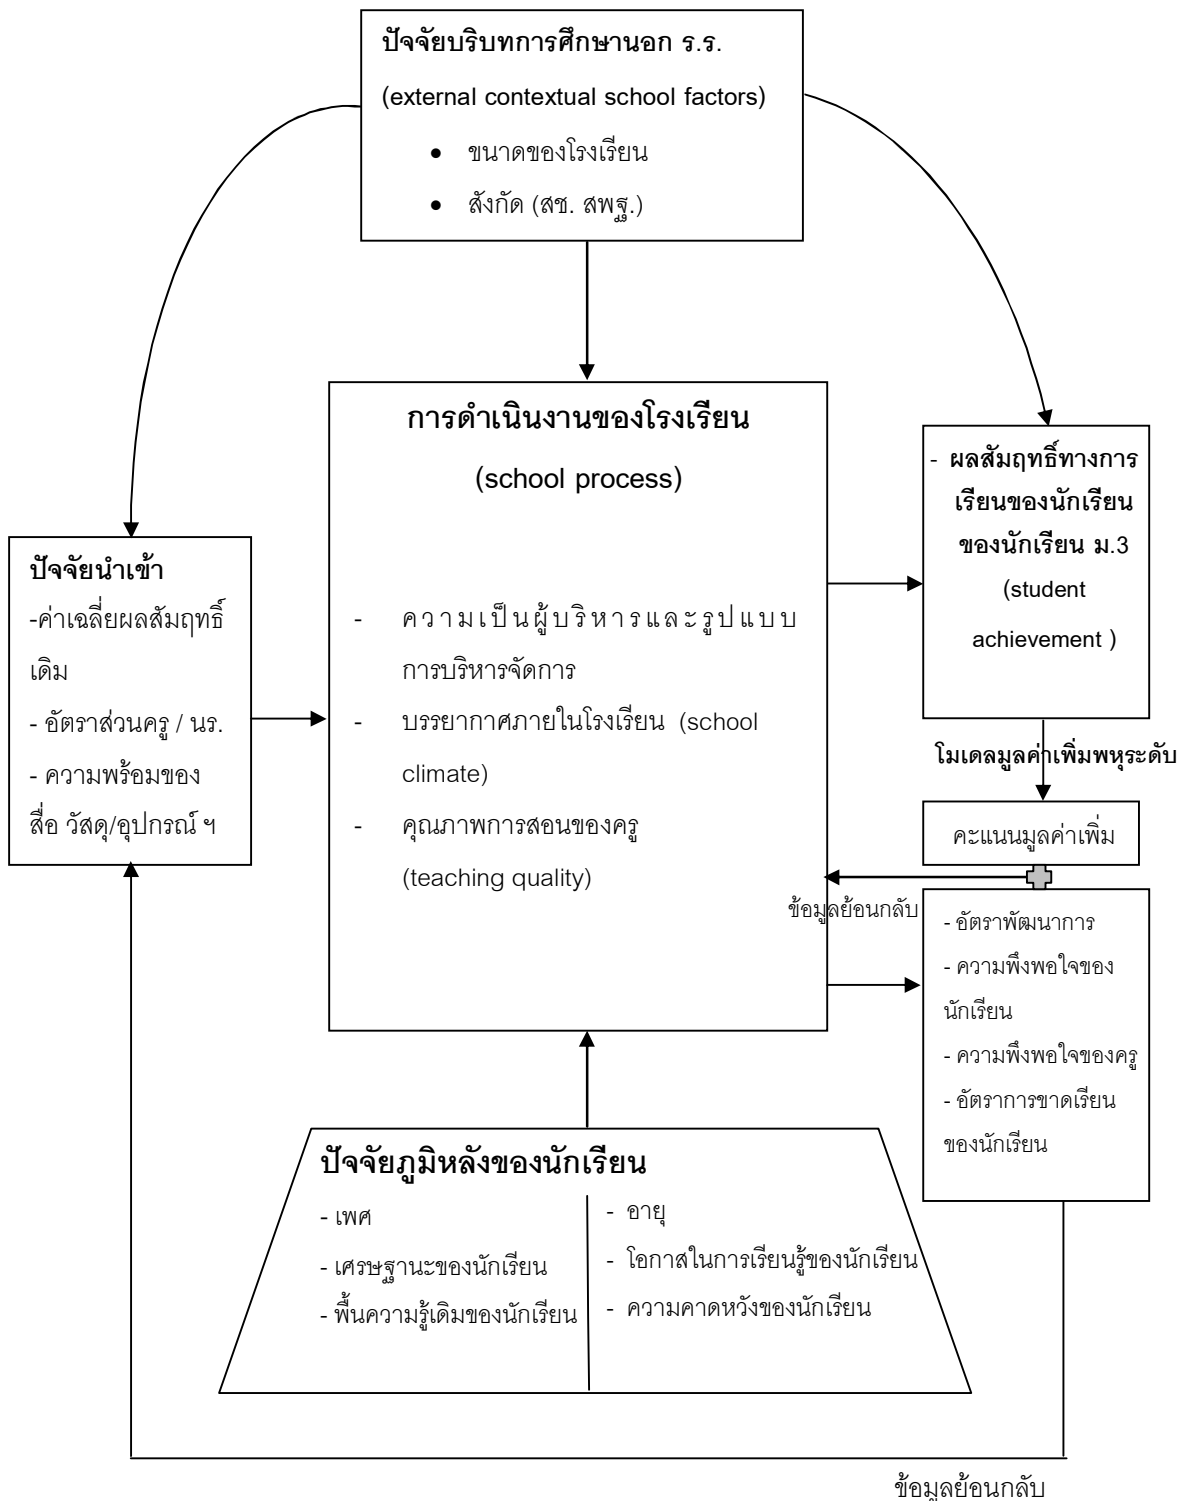 ปัจจัยบริบทการศึกษานอก ร.ร.
(external contextual school factors)
• ขนาดของโรงเรียน
• สังกัด (สช. สพฐ.)
การดำเนินงานของโรงเรียน
(school process)
- ความเป็นผู้บริหารและรูปแบบ
การบริหารจัดการ
- บรรยากาศภายในโรงเรียน (school
climate)
- คุณภาพการสอนของครู
(teaching quality)
ปัจจัยนำเข้า
-ค่าเฉลี่ยผลสัมฤทธิ์
เดิม
- อัตราส่วนครู / นร.
- ความพร้อมของ
สื่อ วัสดุ/อุปกรณ์ ฯ
- ผลสัมฤทธิ์ทางการ
เรียนของนักเรียน
ของนักเรียน ม.3
(student
achievement )
โมเดลมูลค่าเพิ่มพหุระดับ
คะแนนมูลค่าเพิ่ม
ข้อมูลย้อนกลับ
- อัตราพัฒนาการ
- ความพึงพอใจของ
นักเรียน
- ความพึงพอใจของครู
- อัตราการขาดเรียน
ของนักเรียน
ปัจจัยภูมิหลังของนักเรียน
- เพศ
- เศรษฐานะของนักเรียน
- พื้นความรู้เดิมของนักเรียน
- อายุ
- โอกาสในการเรียนรู้ของนักเรียน
- ความคาดหวังของนักเรียน
ข้อมูลย้อนกลับ